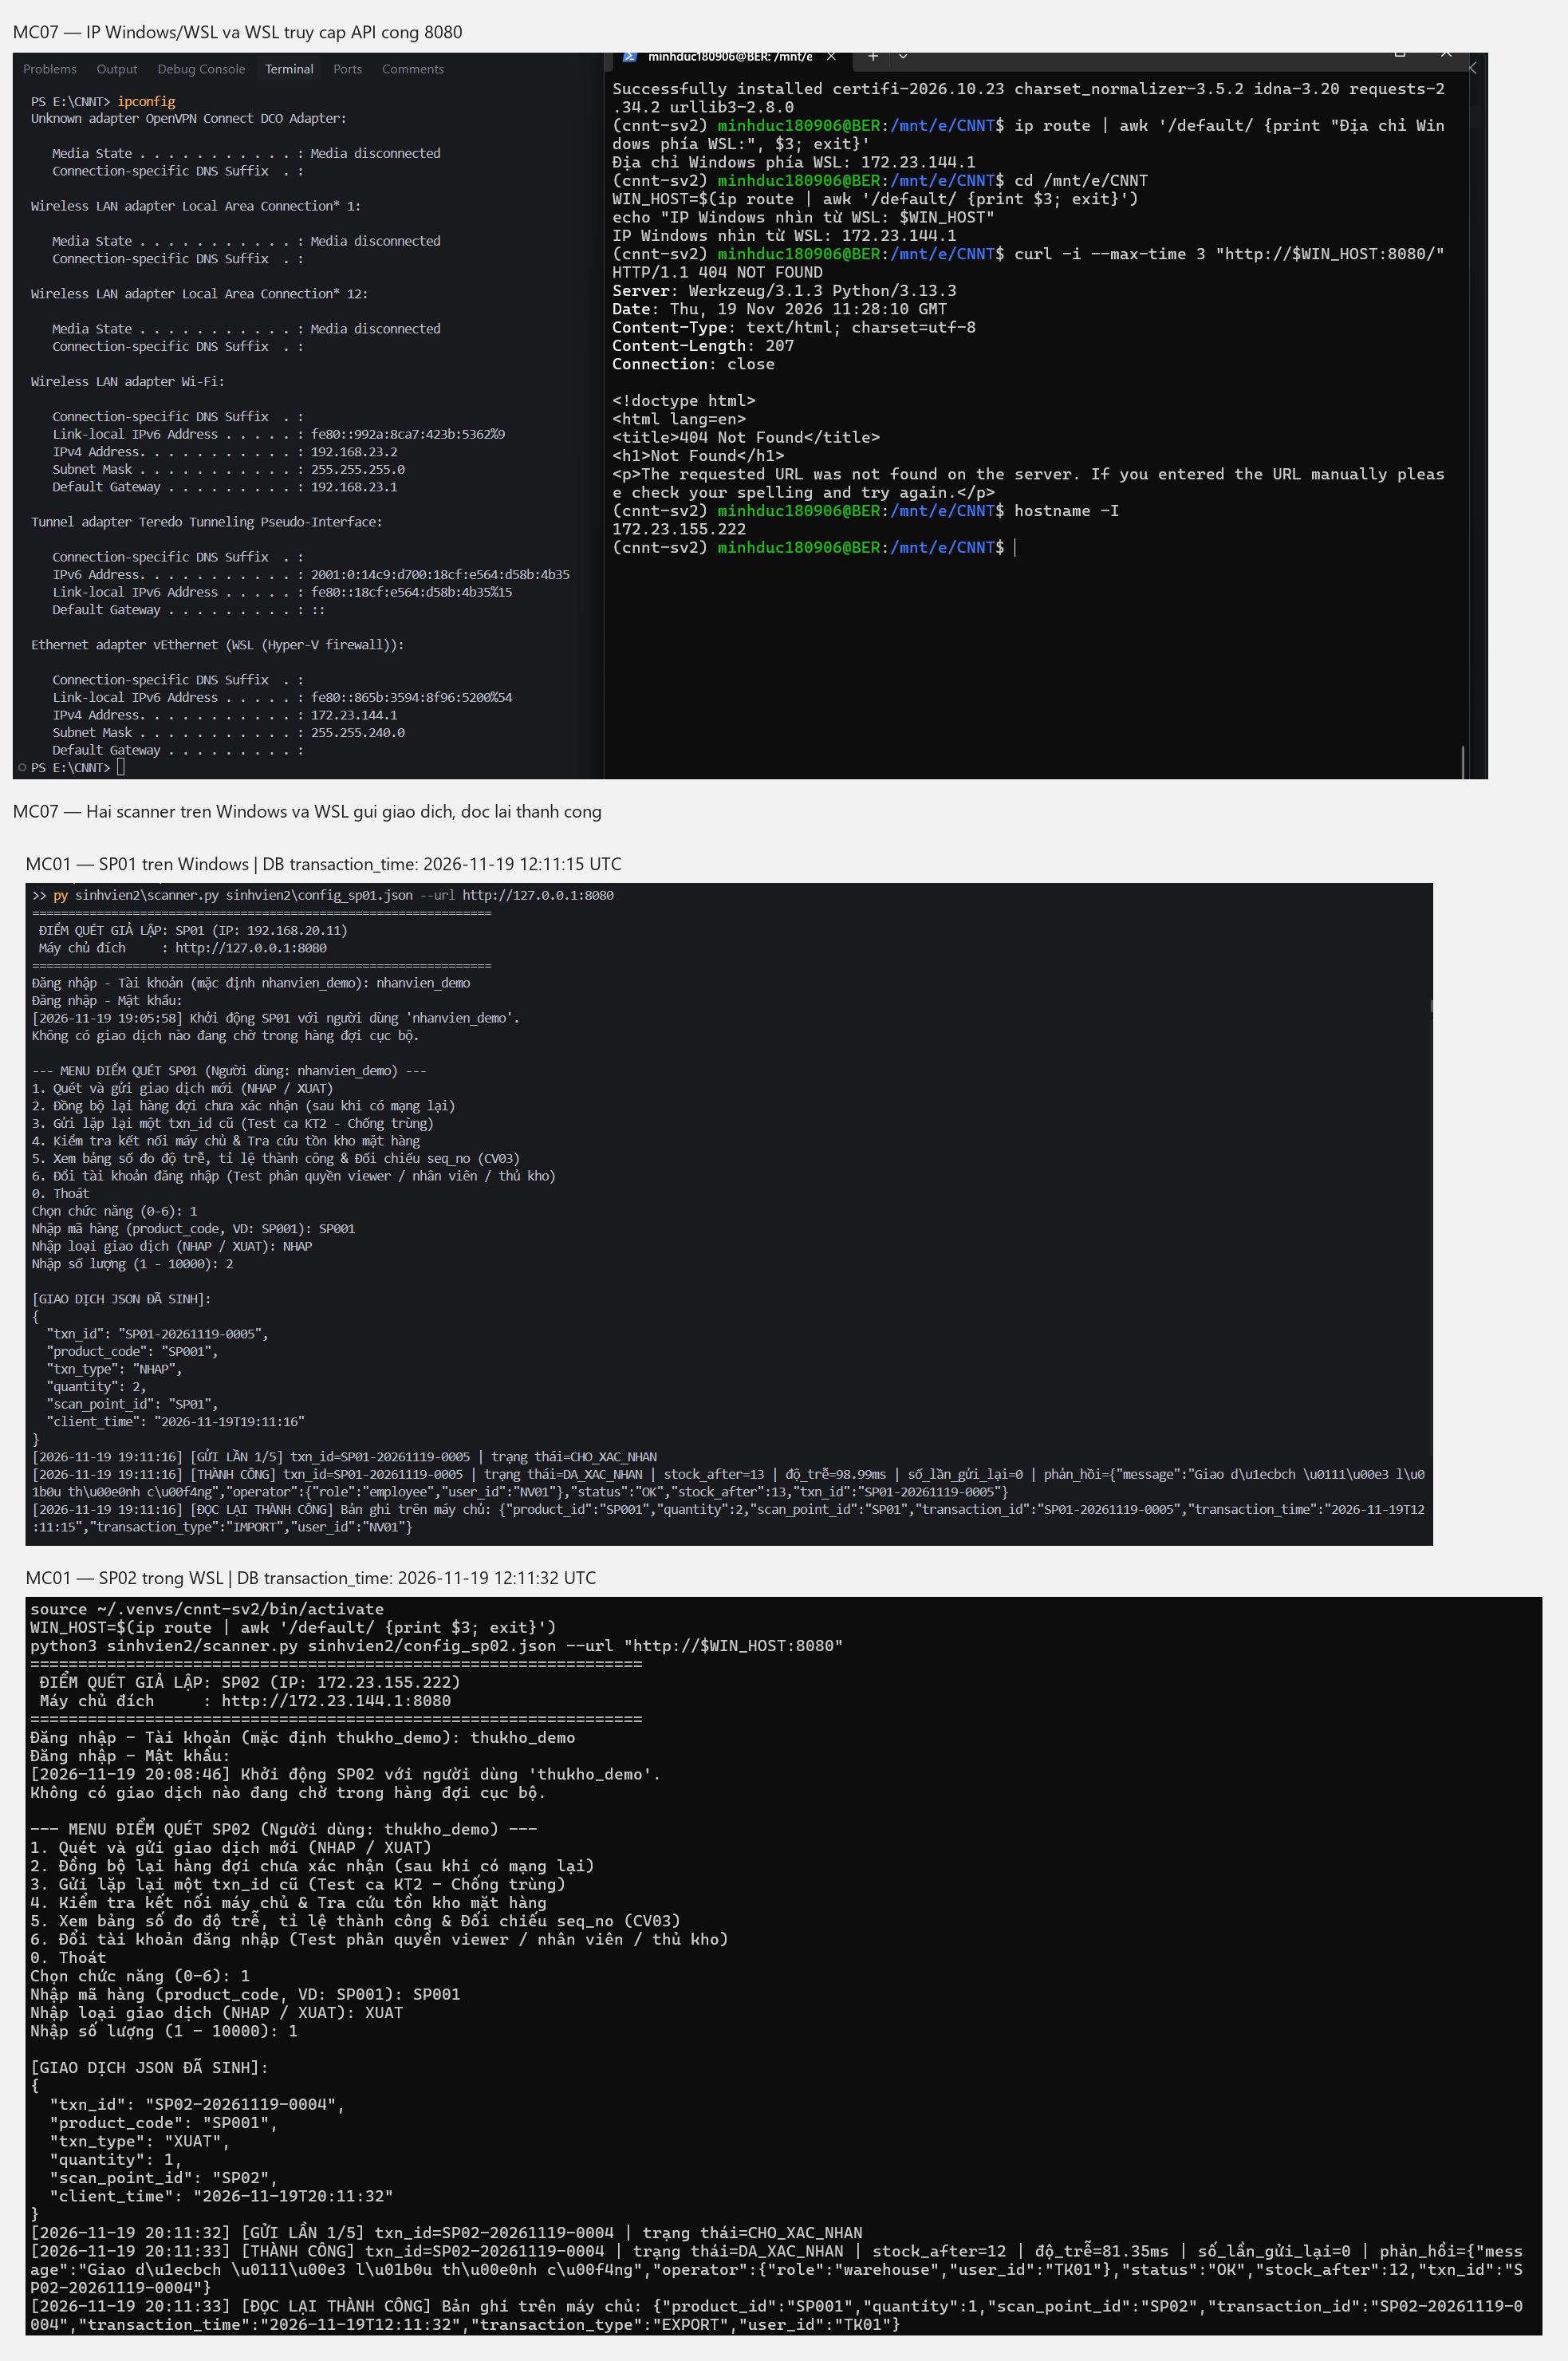 MC07 — IP Windows/WSL va WSL truy cap API cong 8080
Problems Output Debug Console Terminal Ports Comments
PS E:\CNNT> ipconfig
Unknown adapter OpenVPN Connect DCO Adapter:
Media State . . . . . . . . . . . : Media disconnected
Connection-specific DNS Suffix  . :
Wireless LAN adapter Local Area Connection* 1:
Media State . . . . . . . . . . . : Media disconnected
Connection-specific DNS Suffix  . :
Wireless LAN adapter Local Area Connection* 12:
Media State . . . . . . . . . . . : Media disconnected
Connection-specific DNS Suffix  . :
Wireless LAN adapter Wi-Fi:
Connection-specific DNS Suffix  . :
Link-local IPv6 Address . . . . . : fe80::992a:8ca7:423b:5362%9
IPv4 Address. . . . . . . . . . . : 192.168.23.2
Subnet Mask . . . . . . . . . . . : 255.255.255.0
Default Gateway . . . . . . . . . : 192.168.23.1
Tunnel adapter Teredo Tunneling Pseudo-Interface:
Connection-specific DNS Suffix  . :
IPv6 Address. . . . . . . . . . . : 2001:0:14c9:d700:18cf:e564:d58b:4b35
Link-local IPv6 Address . . . . . : fe80::18cf:e564:d58b:4b35%15
Default Gateway . . . . . . . . . : ::
Ethernet adapter vEthernet (WSL (Hyper-V firewall)):
Connection-specific DNS Suffix  . :
Link-local IPv6 Address . . . . . : fe80::865b:3594:8f96:5200%54
IPv4 Address. . . . . . . . . . . : 172.23.144.1
Subnet Mask . . . . . . . . . . . : 255.255.240.0
Default Gateway . . . . . . . . . :
PS E:\CNNT>
minhduc180906@BER: /mnt/e
Successfully installed certifi-2026.10.23 charset_normalizer-3.5.2 idna-3.20 requests-2
.34.2 urllib3-2.8.0
(cnnt-sv2) minhduc180906@BER:/mnt/e/CNNT$ ip route | awk '/default/ {print "Địa chỉ Win
dows phía WSL:", $3; exit}'
Địa chỉ Windows phía WSL: 172.23.144.1
(cnnt-sv2) minhduc180906@BER:/mnt/e/CNNT$ cd /mnt/e/CNNT
WIN_HOST=$(ip route | awk '/default/ {print $3; exit}')
echo "IP Windows nhìn từ WSL: $WIN_HOST"
IP Windows nhìn từ WSL: 172.23.144.1
(cnnt-sv2) minhduc180906@BER:/mnt/e/CNNT$ curl -i --max-time 3 "http://$WIN_HOST:8080/"
HTTP/1.1 404 NOT FOUND
Server: Werkzeug/3.1.3 Python/3.13.3
Date: Thu, 19 Nov 2026 11:28:10 GMT
Content-Type: text/html; charset=utf-8
Content-Length: 207
Connection: close
<!doctype html>
<html lang=en>
<title>404 Not Found</title>
<h1>Not Found</h1>
<p>The requested URL was not found on the server. If you entered the URL manually pleas
e check your spelling and try again.</p>
(cnnt-sv2) minhduc180906@BER:/mnt/e/CNNT$ hostname -I
172.23.155.222
(cnnt-sv2) minhduc180906@BER:/mnt/e/CNNT$
MC07 — Hai scanner tren Windows va WSL gui giao dich, doc lai thanh cong
MC01 — SP01 tren Windows | DB transaction_time: 2026-11-19 12:11:15 UTC
>> py sinhvien2\scanner.py sinhvien2\config_sp01.json --url http://127.0.0.1:8080
================================================================
ĐIỂM QUÉT GIẢ LẬP: SP01 (IP: 192.168.20.11)
Máy chủ đích     : http://127.0.0.1:8080
================================================================
Đăng nhập - Tài khoản (mặc định nhanvien_demo): nhanvien_demo
Đăng nhập - Mật khẩu:
[2026-11-19 19:05:58] Khởi động SP01 với người dùng 'nhanvien_demo'.
Không có giao dịch nào đang chờ trong hàng đợi cục bộ.
--- MENU ĐIỂM QUÉT SP01 (Người dùng: nhanvien_demo) ---
1. Quét và gửi giao dịch mới (NHAP / XUAT)
2. Đồng bộ lại hàng đợi chưa xác nhận (sau khi có mạng lại)
3. Gửi lặp lại một txn_id cũ (Test ca KT2 - Chống trùng)
4. Kiểm tra kết nối máy chủ & Tra cứu tồn kho mặt hàng
5. Xem bảng số đo độ trễ, tỉ lệ thành công & Đối chiếu seq_no (CV03)
6. Đổi tài khoản đăng nhập (Test phân quyền viewer / nhân viên / thủ kho)
0. Thoát
Chọn chức năng (0-6): 1
Nhập mã hàng (product_code, VD: SP001): SP001
Nhập loại giao dịch (NHAP / XUAT): NHAP
Nhập số lượng (1 - 10000): 2
[GIAO DỊCH JSON ĐÃ SINH]:
{
"txn_id": "SP01-20261119-0005",
"product_code": "SP001",
"txn_type": "NHAP",
"quantity": 2,
"scan_point_id": "SP01",
"client_time": "2026-11-19T19:11:16"
}
[2026-11-19 19:11:16] [GỬI LẦN 1/5] txn_id=SP01-20261119-0005 | trạng thái=CHO_XAC_NHAN
[2026-11-19 19:11:16] [THÀNH CÔNG] txn_id=SP01-20261119-0005 | trạng thái=DA_XAC_NHAN | stock_after=13 | độ_trễ=98.99ms | số_lần_gửi_lại=0 | phản_hồi={"message":"Giao d\u1ecbch \u0111\u00e3 l\u0
1b0u th\u00e0nh c\u00f4ng","operator":{"role":"employee","user_id":"NV01"},"status":"OK","stock_after":13,"txn_id":"SP01-20261119-0005"}
[2026-11-19 19:11:16] [ĐỌC LẠI THÀNH CÔNG] Bản ghi trên máy chủ: {"product_id":"SP001","quantity":2,"scan_point_id":"SP01","transaction_id":"SP01-20261119-0005","transaction_time":"2026-11-19T12
:11:15","transaction_type":"IMPORT","user_id":"NV01"}
MC01 — SP02 trong WSL | DB transaction_time: 2026-11-19 12:11:32 UTC
source ~/.venvs/cnnt-sv2/bin/activate
WIN_HOST=$(ip route | awk '/default/ {print $3; exit}')
python3 sinhvien2/scanner.py sinhvien2/config_sp02.json --url "http://$WIN_HOST:8080"
================================================================
ĐIỂM QUÉT GIẢ LẬP: SP02 (IP: 172.23.155.222)
Máy chủ đích     : http://172.23.144.1:8080
================================================================
Đăng nhập - Tài khoản (mặc định thukho_demo): thukho_demo
Đăng nhập - Mật khẩu:
[2026-11-19 20:08:46] Khởi động SP02 với người dùng 'thukho_demo'.
Không có giao dịch nào đang chờ trong hàng đợi cục bộ.
--- MENU ĐIỂM QUÉT SP02 (Người dùng: thukho_demo) ---
1. Quét và gửi giao dịch mới (NHAP / XUAT)
2. Đồng bộ lại hàng đợi chưa xác nhận (sau khi có mạng lại)
3. Gửi lặp lại một txn_id cũ (Test ca KT2 - Chống trùng)
4. Kiểm tra kết nối máy chủ & Tra cứu tồn kho mặt hàng
5. Xem bảng số đo độ trễ, tỉ lệ thành công & Đối chiếu seq_no (CV03)
6. Đổi tài khoản đăng nhập (Test phân quyền viewer / nhân viên / thủ kho)
0. Thoát
Chọn chức năng (0-6): 1
Nhập mã hàng (product_code, VD: SP001): SP001
Nhập loại giao dịch (NHAP / XUAT): XUAT
Nhập số lượng (1 - 10000): 1
[GIAO DỊCH JSON ĐÃ SINH]:
{
"txn_id": "SP02-20261119-0004",
"product_code": "SP001",
"txn_type": "XUAT",
"quantity": 1,
"scan_point_id": "SP02",
"client_time": "2026-11-19T20:11:32"
}
[2026-11-19 20:11:32] [GỬI LẦN 1/5] txn_id=SP02-20261119-0004 | trạng thái=CHO_XAC_NHAN
[2026-11-19 20:11:33] [THÀNH CÔNG] txn_id=SP02-20261119-0004 | trạng thái=DA_XAC_NHAN | stock_after=12 | độ_trễ=81.35ms | số_lần_gửi_lại=0 | phản_hồi={"mess
age":"Giao d\u1ecbch \u0111\u00e3 l\u01b0u th\u00e0nh c\u00f4ng","operator":{"role":"warehouse","user_id":"TK01"},"status":"OK","stock_after":12,"txn_id":"S
P02-20261119-0004"}
[2026-11-19 20:11:33] [ĐỌC LẠI THÀNH CÔNG] Bản ghi trên máy chủ: {"product_id":"SP001","quantity":1,"scan_point_id":"SP02","transaction_id":"SP02-20261119-0
004","transaction_time":"2026-11-19T12:11:32","transaction_type":"EXPORT","user_id":"TK01"}